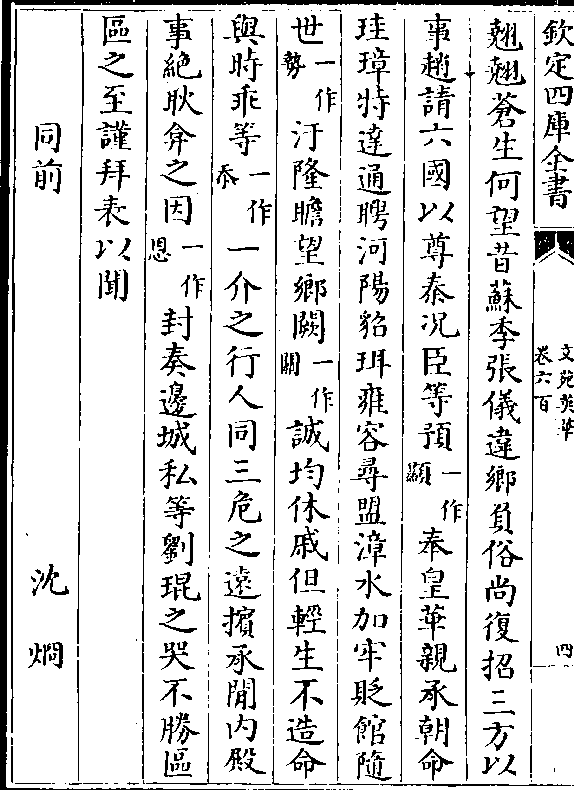 欽定四庫全書
文苑英華
卷六百
四
翹翹蒼生何望昔蘇季張儀違鄉負俗尚復招三方以
事趙請六國以尊秦况臣等預一作顯奉皇華親承朝命
珪璋特達通聘河陽貂珥雍容尋盟漳水加牢貶館隨
世一作勢汙隆瞻望鄉闕一作關誠均休戚但輕生不造命
與時乖等一作忝一介之行人同三危之遠擯承閒内殿
事絶耿弇之因一作恩封奏邊城私等劉琨之哭不勝區
區之至謹拜表以聞
同前 沈烱